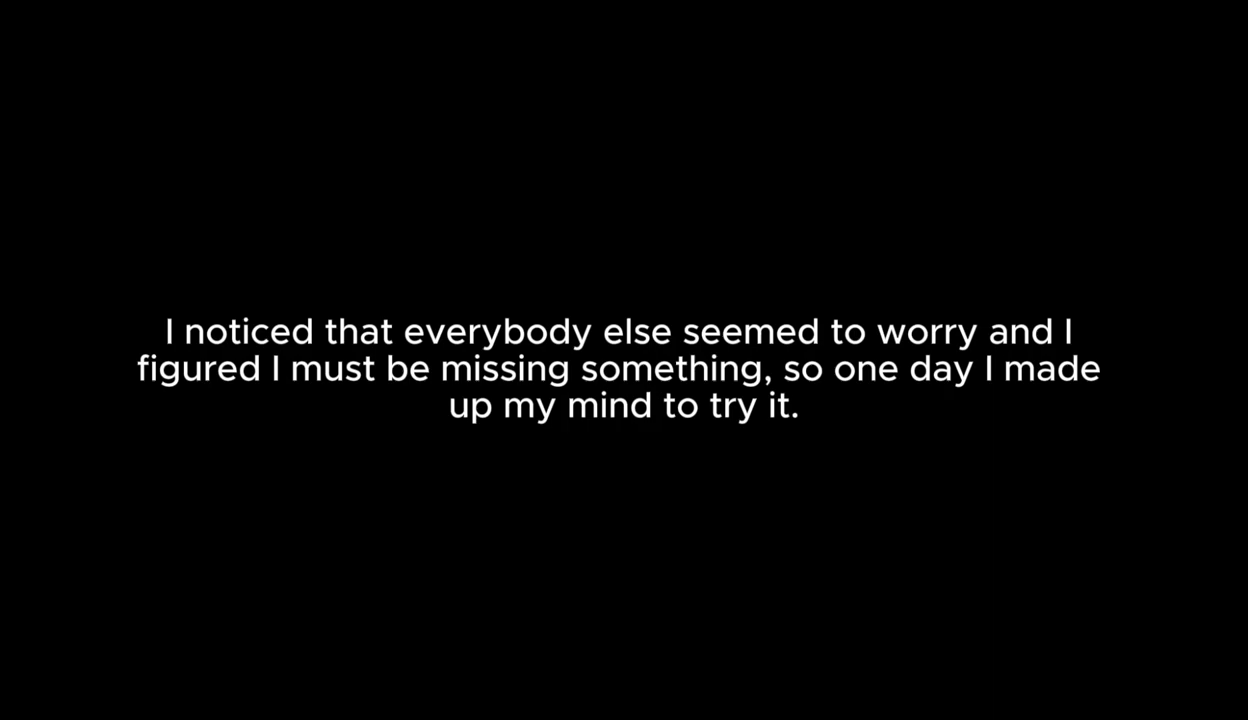 I noticed that everybody else seemed to worry and I
figured I must be missing something, so one day I made
up my mind to try it.